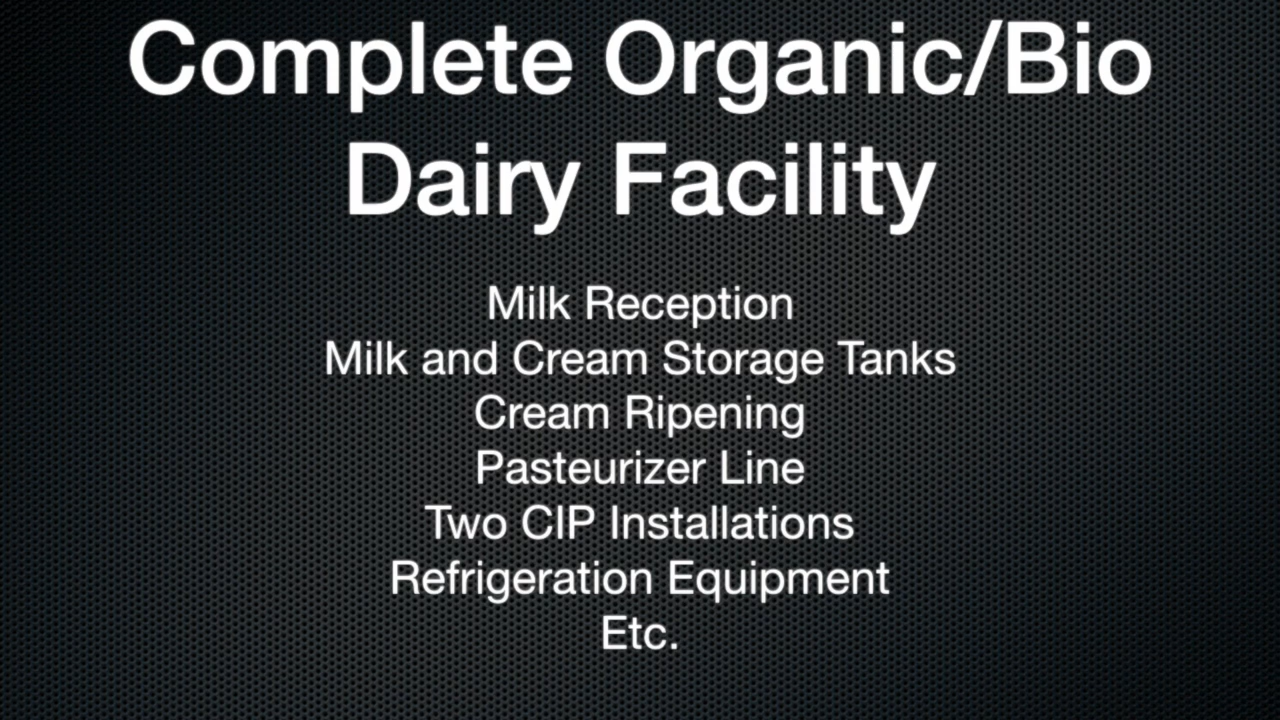 Complete Organic/Bio
Dairy Facility
Milk Reception
Milk and Cream Storage Tanks
Cream Ripening
Pasteurizer Line
Two CIP Installations
Refrigeration Equipment
Etc.